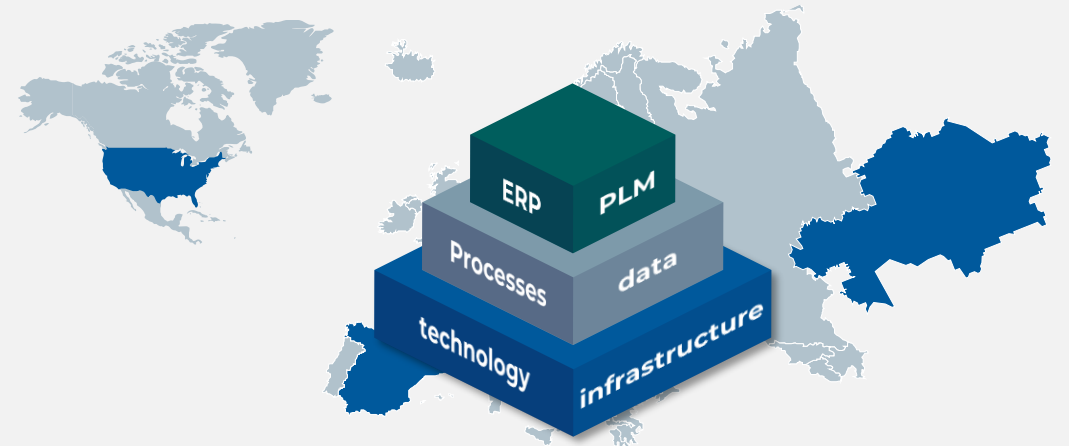 ERP
PLM
Processes
data
technology
infrastructure